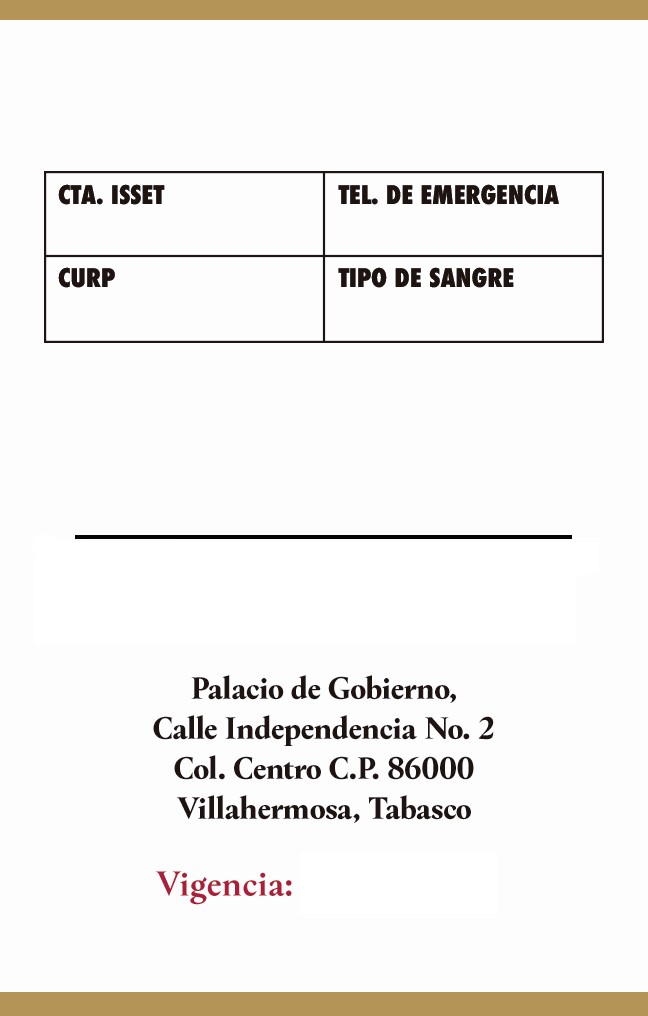 CTA. ISSET
TEL. DE EMERGENCIA
CURP
TIPO DE SANGRE
Palacio de Gobierno,
Calle Independencia No. 2
Col. Centro C.P. 86000
Villahermosa, Tabasco
Vigencia: